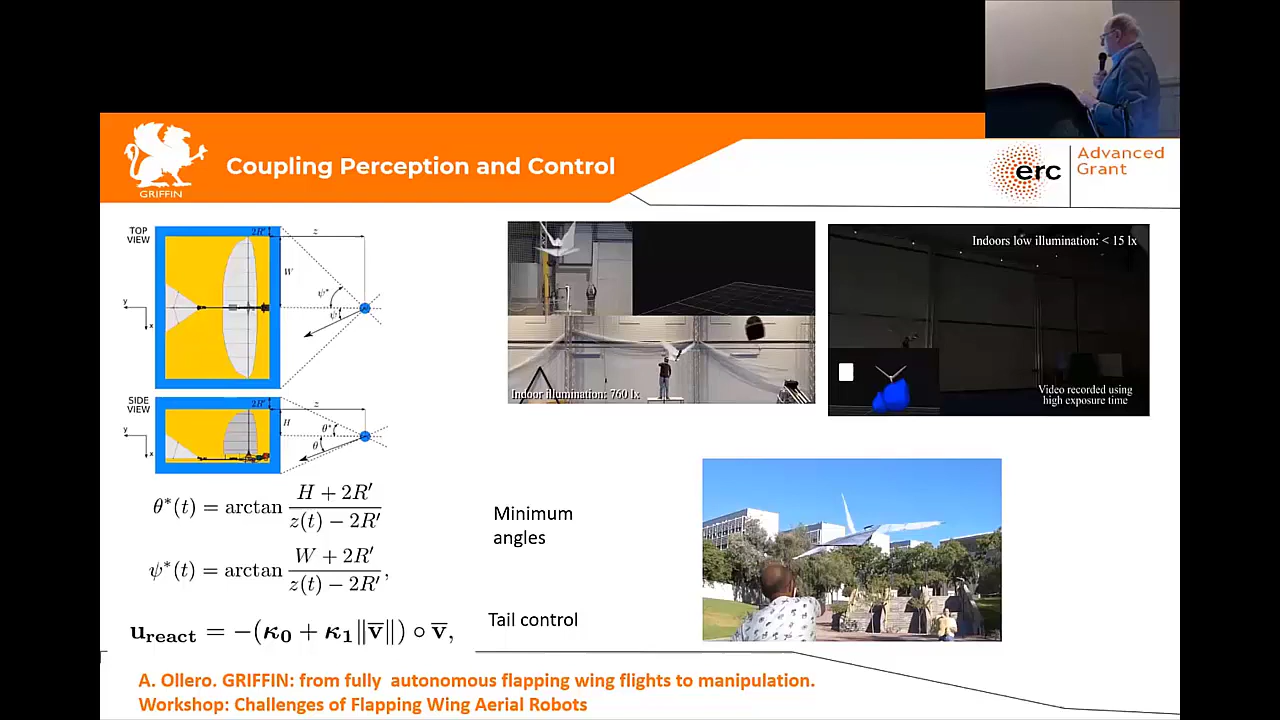 GRIFFIN
Coupling Perception and Control
erc
Advanced
Grant
TOP
VIEW
2R'
z
W
ψ*
ψ
y
x
SIDE
VIEW
2R'
z
H
θ*
θ
y
x
θ*(t) = arctan (H + 2R') / (z(t) − 2R')
ψ*(t) = arctan (W + 2R') / (z(t) − 2R'),
u_react = −(κ₀ + κ₁‖v̅‖) ∘ v̅,
Minimum
angles
Tail control
Indoor illumination: 760 lx
Indoors low illumination: < 15 lx
Video recorded using
high exposure time
A. Ollero. GRIFFIN: from fully autonomous flapping wing flights to manipulation.
Workshop: Challenges of Flapping Wing Aerial Robots